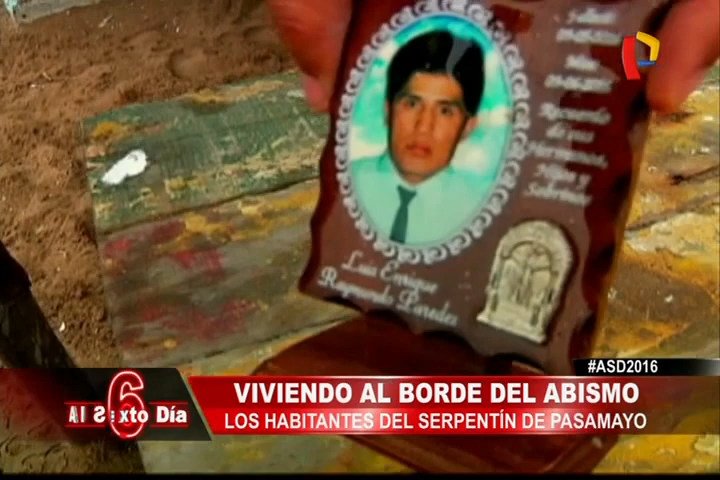 Recuerdo
de sus
Hermanos,
Hijos y
Sobrinos
Luis Enrique
Raymundo Paredes
#ASD2016
Al Sexto Día
6
VIVIENDO AL BORDE DEL ABISMO
LOS HABITANTES DEL SERPENTÍN DE PASAMAYO